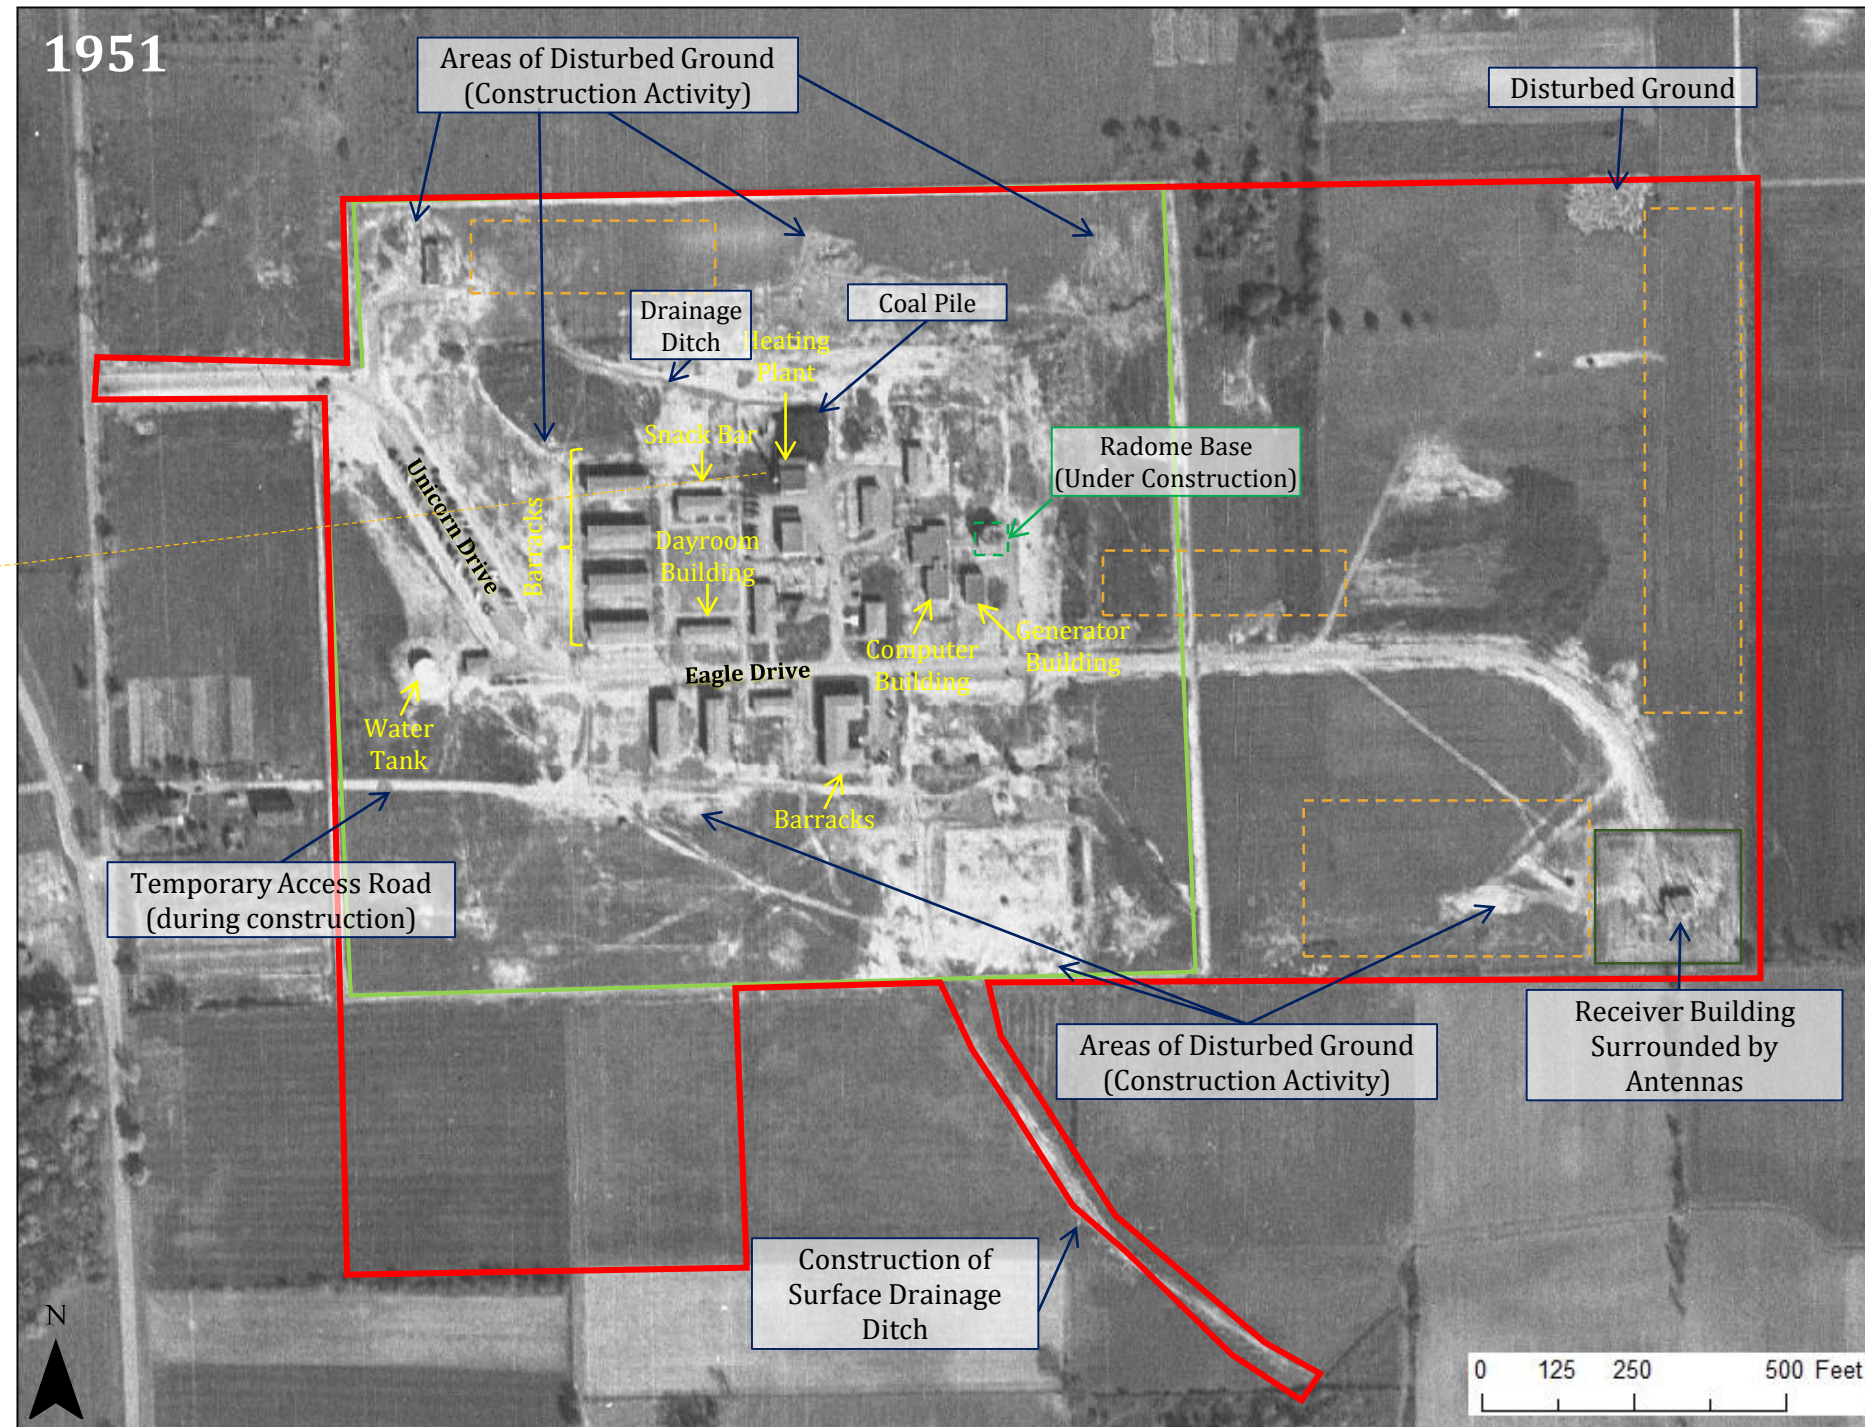 1951
Areas of Disturbed Ground
(Construction Activity)
Disturbed Ground
Drainage
Ditch
Coal Pile
Heating
Plant
Snack Bar
Radome Base
(Under Construction)
Unicorn Drive
Barracks
Dayroom
Building
Generator
Building
Computer
Building
Eagle Drive
Water
Tank
Barracks
Temporary Access Road
(during construction)
Areas of Disturbed Ground
(Construction Activity)
Receiver Building
Surrounded by
Antennas
Construction of
Surface Drainage
Ditch
N
0 125 250 500 Feet